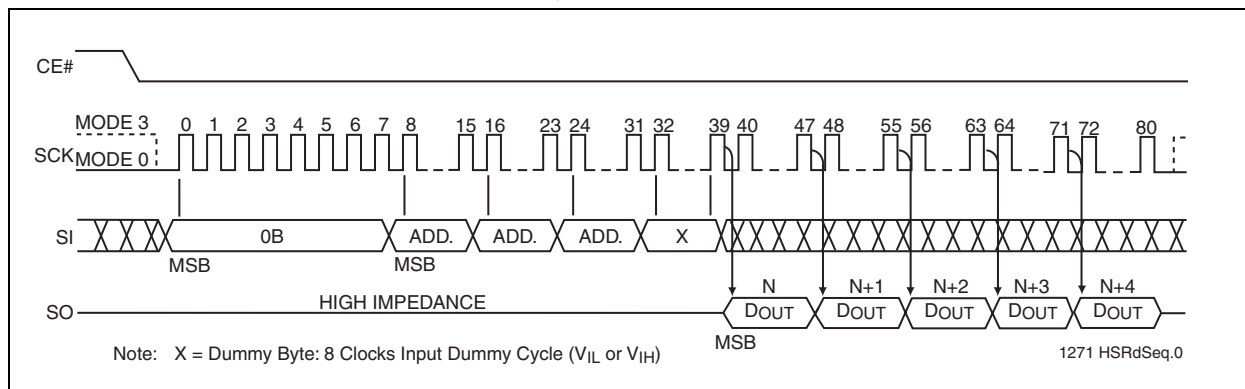 CE#
MODE 3 0 1 2 3 4 5 6 7 8 15 16 23 24 31 32 39 40 47 48 55 56 63 64 71 72 80
SCK MODE 0
SI 0B ADD. ADD. ADD. X
MSB MSB
N N+1 N+2 N+3 N+4
SO HIGH IMPEDANCE DOUT DOUT DOUT DOUT DOUT
MSB
Note: X = Dummy Byte: 8 Clocks Input Dummy Cycle (VIL or VIH)
1271 HSRdSeq.0